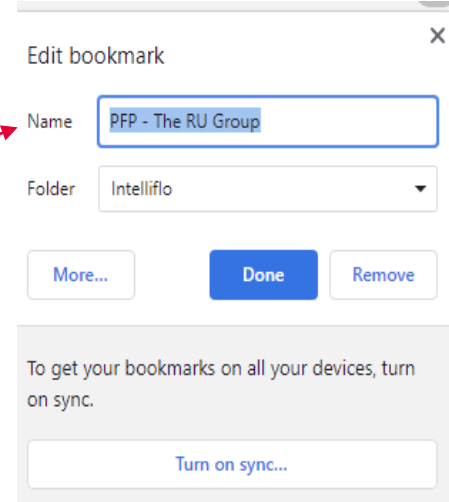 Edit bookmark
Name PFP - The RU Group
Folder Intelliflo
More... Done Remove
To get your bookmarks on all your devices, turn
on sync.
Turn on sync...